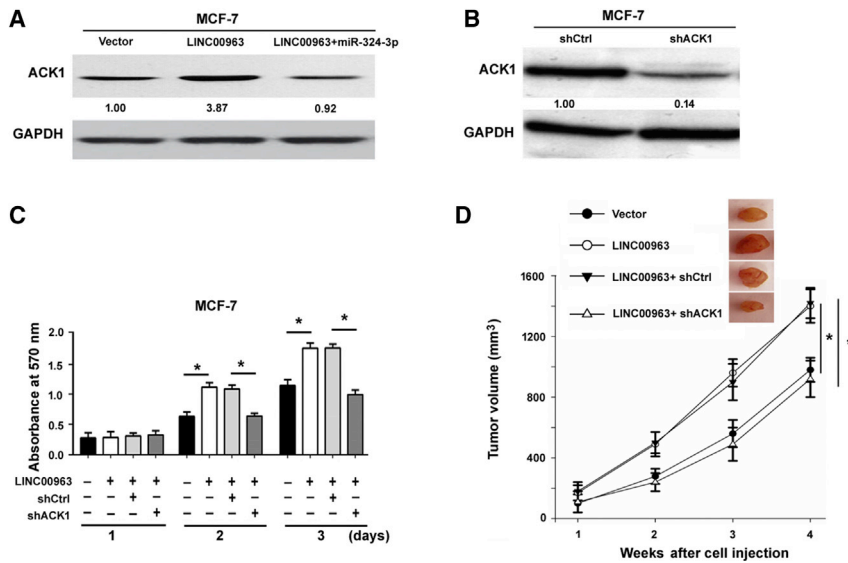 A
MCF-7
Vector LINC00963 LINC00963+miR-324-3p
ACK1
1.00 3.87 0.92
GAPDH
B
MCF-7
shCtrl shACK1
ACK1
1.00 0.14
GAPDH
C
MCF-7
Absorbance at 570 nm
2.0
1.5
1.0
0.5
0.0
* * * *
LINC00963 – + + + – + + + – + + +
shCtrl – – + – – – + – – – + –
shACK1 – – – + – – – + – – – +
1 2 3 (days)
D
Vector
LINC00963
LINC00963+ shCtrl
LINC00963+ shACK1
Tumor volume (mm³)
1600
1400
800
400
0
*
1 2 3 4
Weeks after cell injection